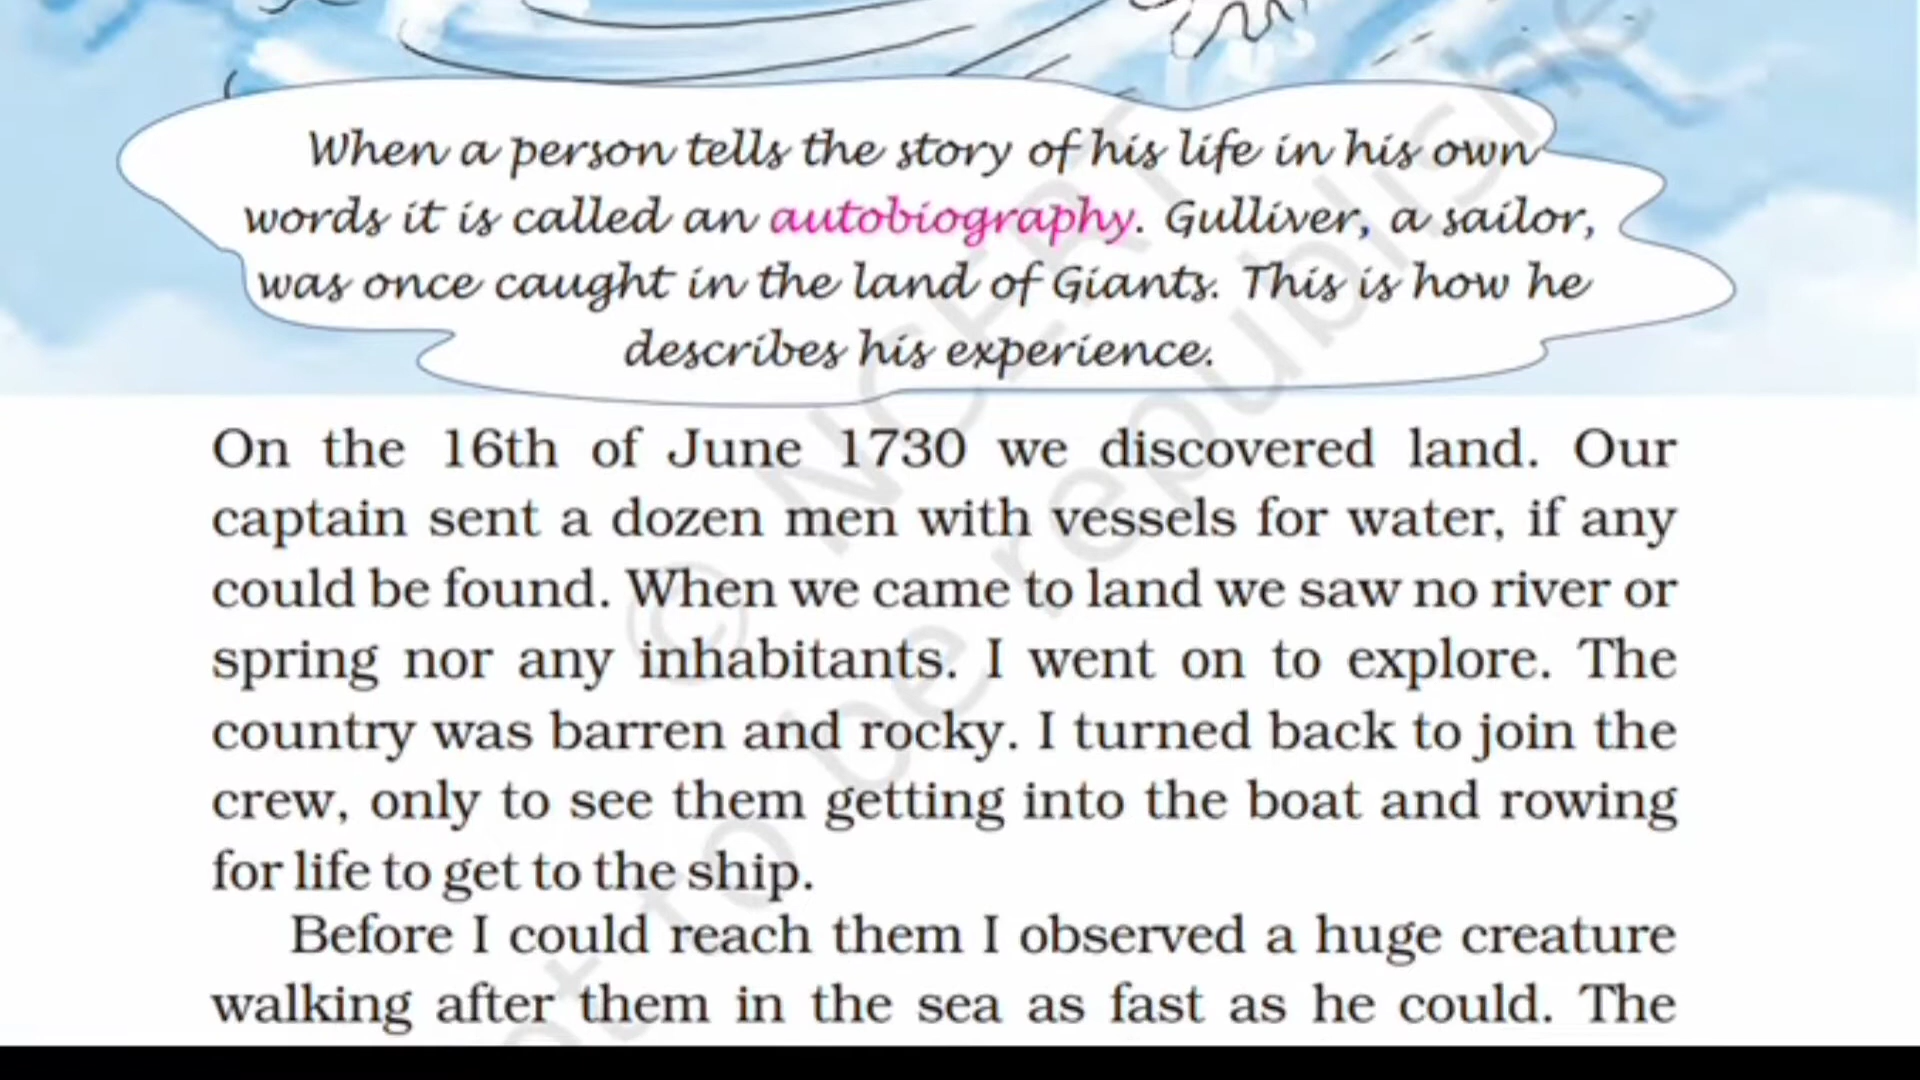 When a person tells the story of his life in his own
words it is called an autobiography. Gulliver, a sailor,
was once caught in the land of Giants. This is how he
describes his experience.
On the 16th of June 1730 we discovered land. Our
captain sent a dozen men with vessels for water, if any
could be found. When we came to land we saw no river or
spring nor any inhabitants. I went on to explore. The
country was barren and rocky. I turned back to join the
crew, only to see them getting into the boat and rowing
for life to get to the ship.
Before I could reach them I observed a huge creature
walking after them in the sea as fast as he could. The
© NCERT
not to be republished